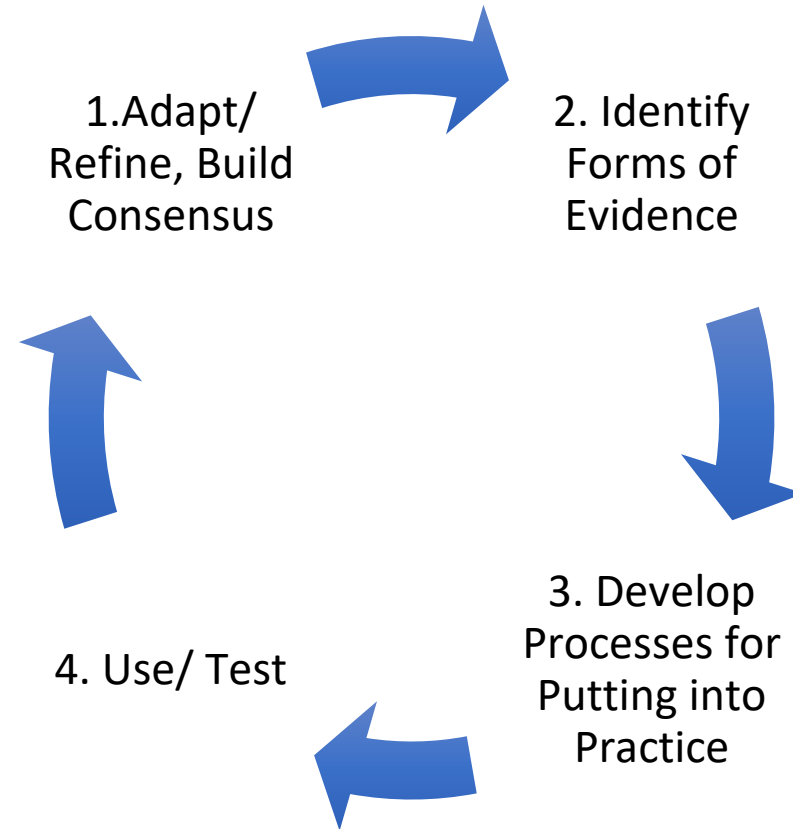 1.Adapt/
Refine, Build
Consensus
2. Identify
Forms of
Evidence
3. Develop
Processes for
Putting into
Practice
4. Use/ Test